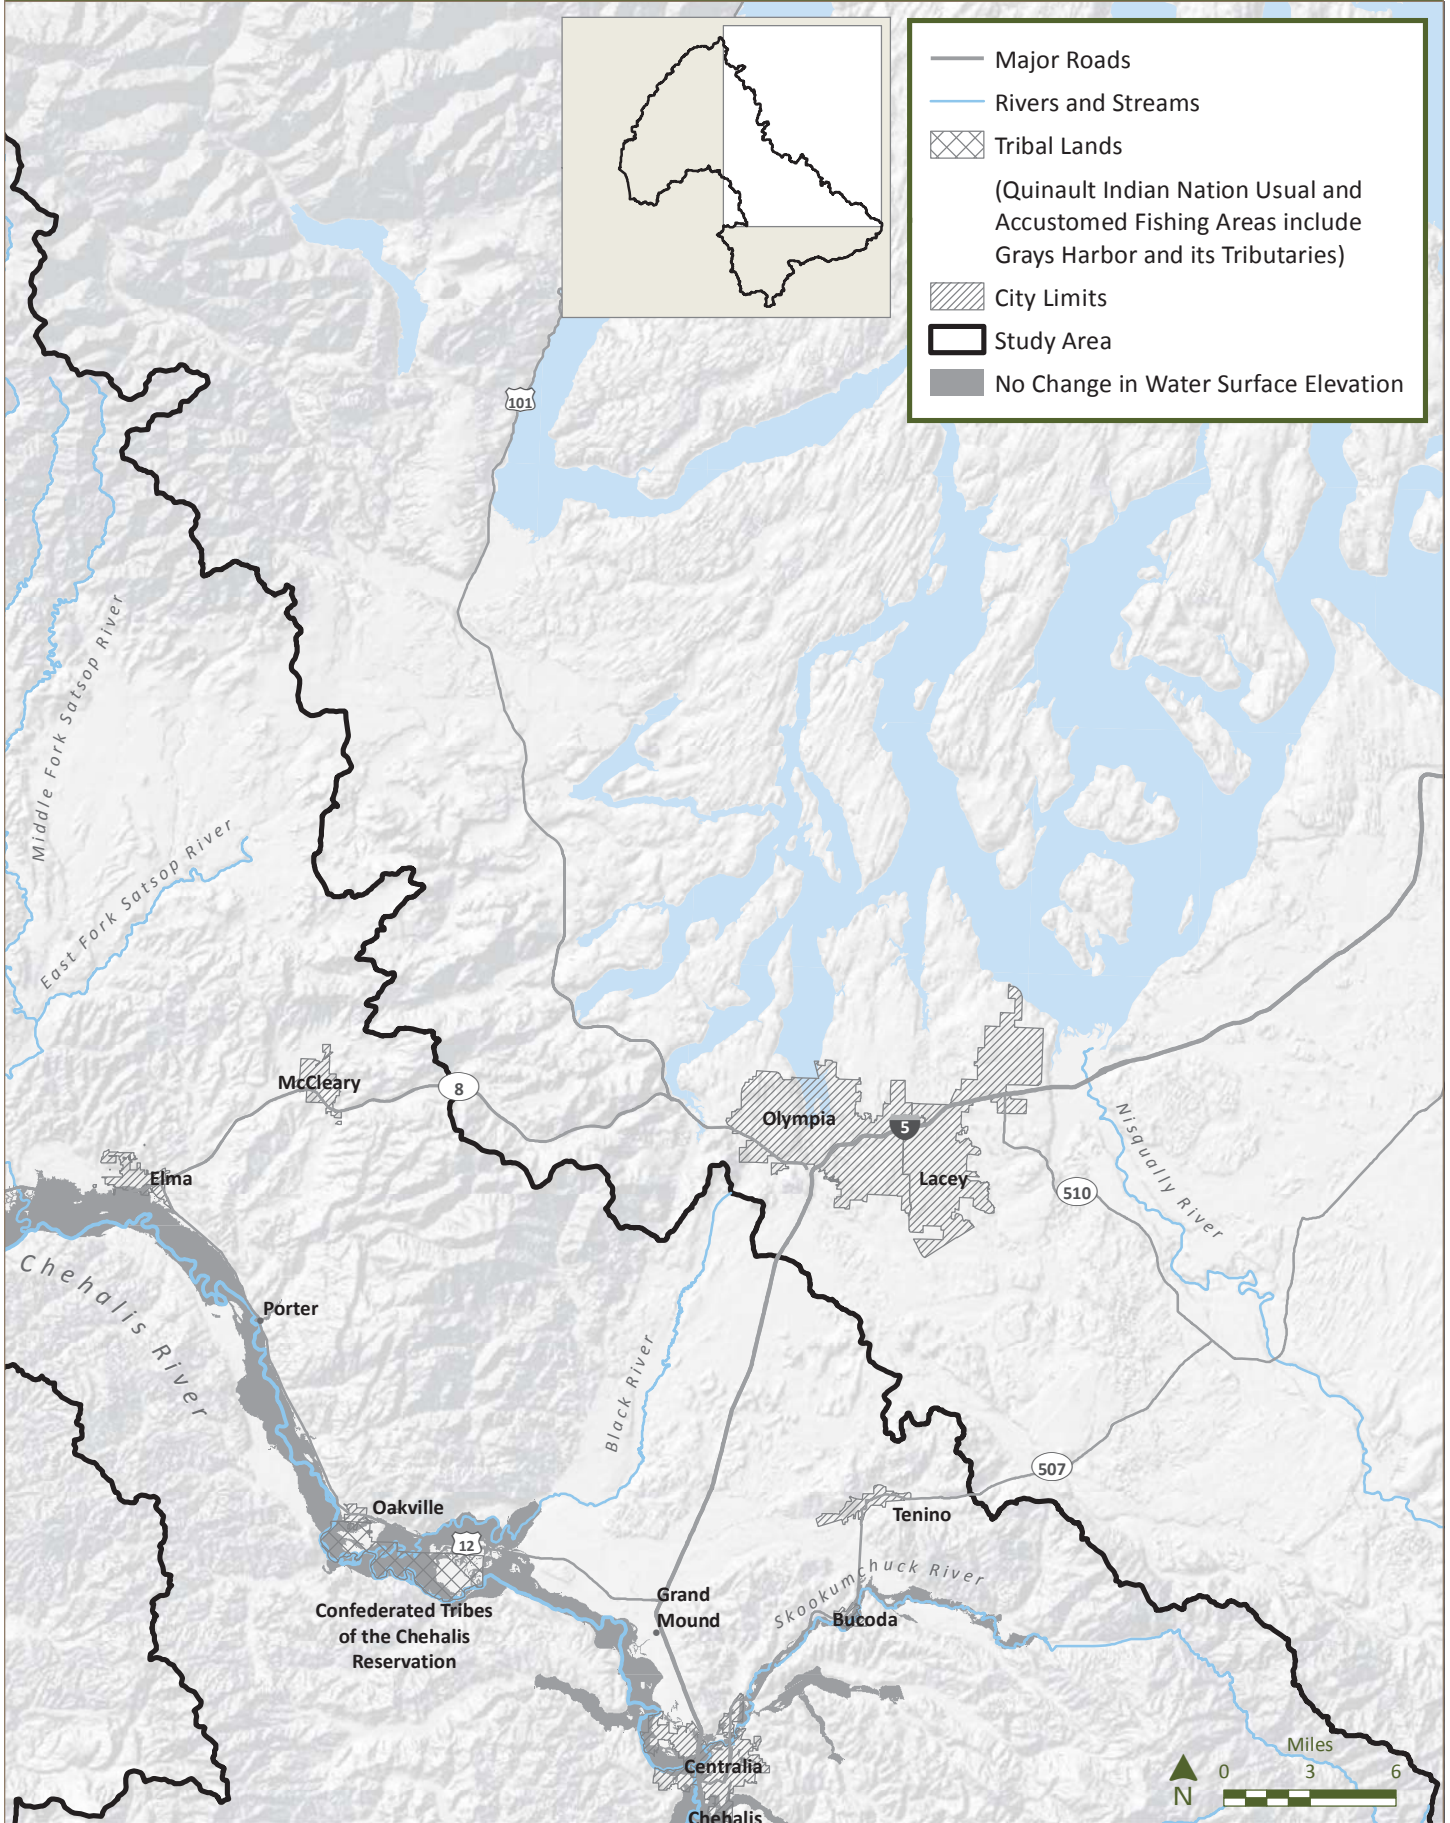 Major Roads
Rivers and Streams
Tribal Lands
(Quinault Indian Nation Usual and
Accustomed Fishing Areas include
Grays Harbor and its Tributaries)
City Limits
Study Area
No Change in Water Surface Elevation
101
Middle Fork Satsop River
East Fork Satsop River
McCleary
8
Olympia
5
Lacey
Elma
510
Nisqually River
Chehalis River
Porter
Black River
507
Oakville
Tenino
12
Skookumchuck River
Grand
Mound
Bucoda
Confederated Tribes
of the Chehalis
Reservation
Centralia
Chehalis
Miles
0 3 6
N